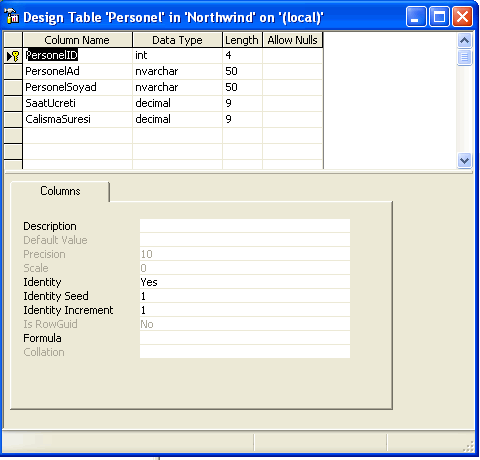 Design Table 'Personel' in 'Northwind' on '(local)'
Column Name Data Type Length Allow Nulls
PersonelID int 4
PersonelAd nvarchar 50
PersonelSoyad nvarchar 50
SaatUcreti decimal 9
CalismaSuresi decimal 9
Columns
Description
Default Value
Precision 10
Scale 0
Identity Yes
Identity Seed 1
Identity Increment 1
Is RowGuid No
Formula
Collation